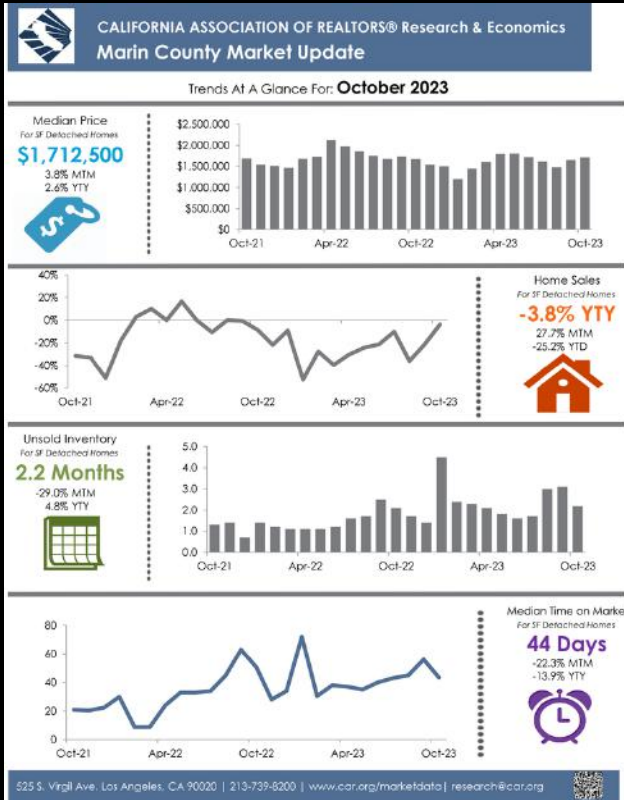 CALIFORNIA ASSOCIATION OF REALTORS® Research & Economics
Marin County Market Update
Trends At A Glance For: October 2023
Median Price
For SF Detached Homes
$1,712,500
3.8% MTM
2.6% YTY
$
$2,500,000
$2,000,000
$1,500,000
$1,000,000
$500,000
$0
Oct-21 Apr-22 Oct-22 Apr-23 Oct-23
40%
20%
0%
-20%
-40%
-60%
Oct-21 Apr-22 Oct-22 Apr-23 Oct-23
Home Sales
For SF Detached Homes
-3.8% YTY
27.7% MTM
-25.2% YTD
Unsold Inventory
For SF Detached Homes
2.2 Months
-29.0% MTM
4.8% YTY
5.0
4.0
3.0
2.0
1.0
0.0
Oct-21 Apr-22 Oct-22 Apr-23 Oct-23
80
60
40
20
0
Oct-21 Apr-22 Oct-22 Apr-23 Oct-23
Median Time on Marke
For SF Detached Homes
44 Days
-22.3% MTM
-13.9% YTY
525 S. Virgil Ave. Los Angeles, CA 90020 | 213-739-8200 | www.car.org/marketdata| research@car.org